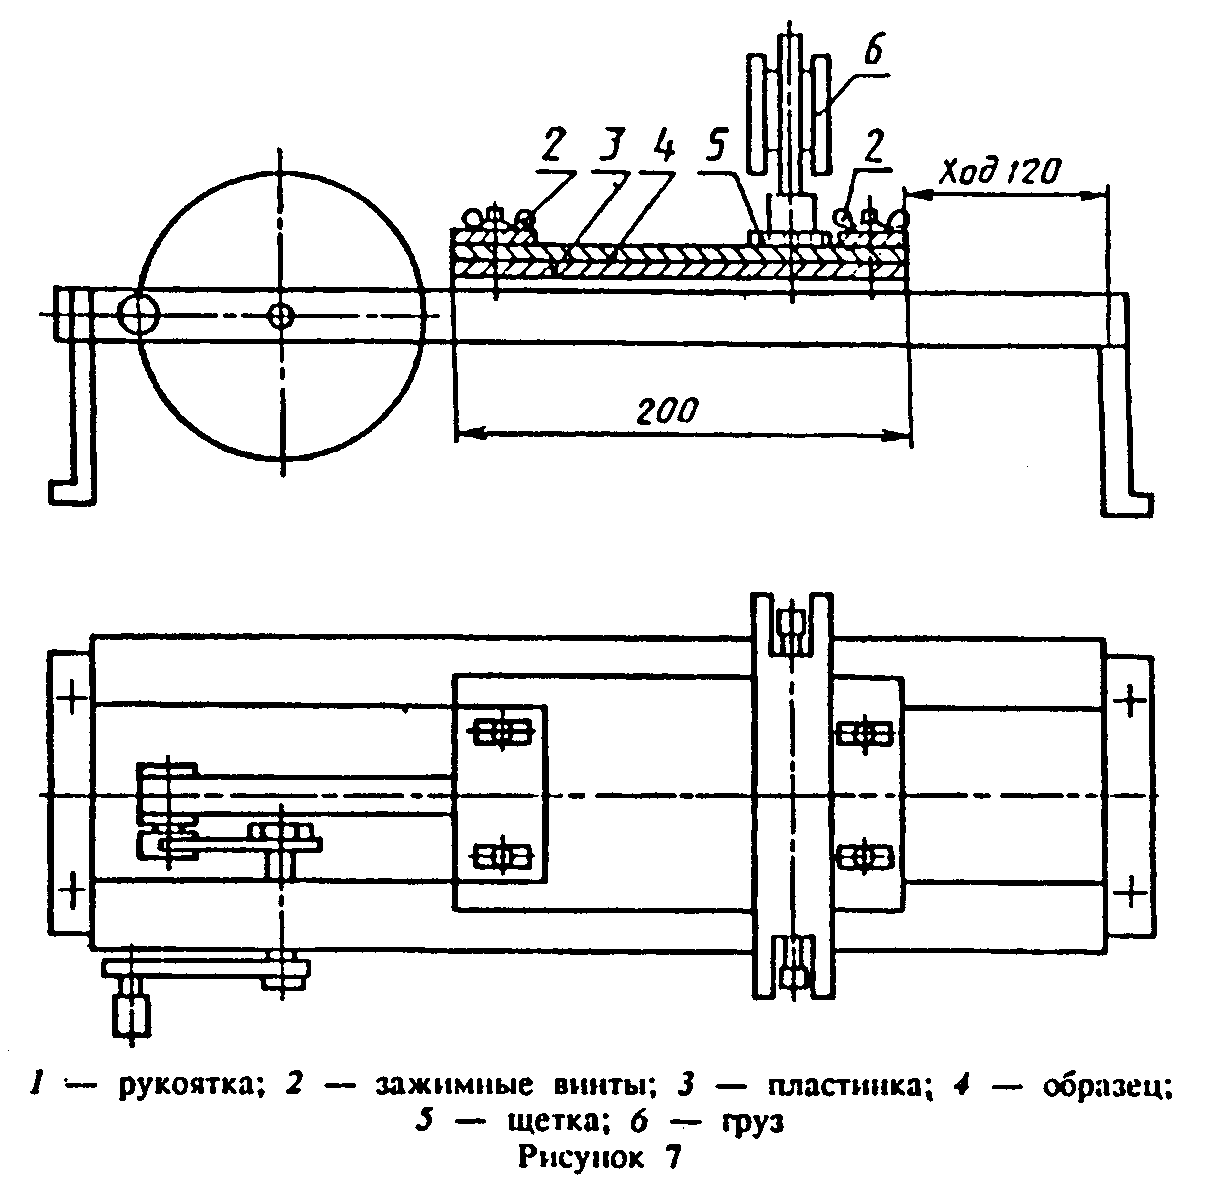 6
2 3 4 5 2 Ход 120
200
1 — рукоятка; 2 — зажимные винты; 3 — пластинка; 4 — образец;
5 — щетка; 6 — груз
Рисунок 7